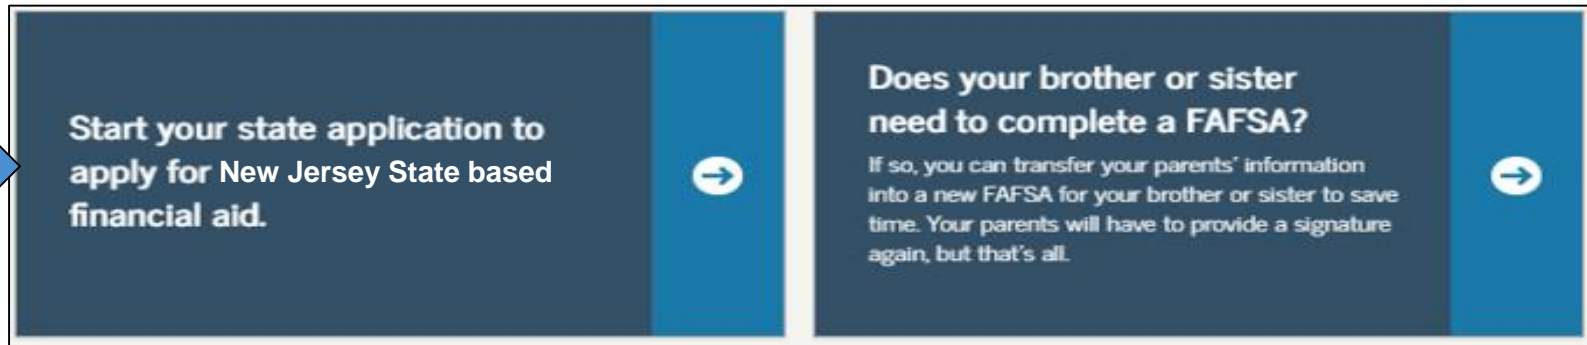 Start your state application to
apply for New Jersey State based
financial aid.
Does your brother or sister
need to complete a FAFSA?
If so, you can transfer your parents' information
into a new FAFSA for your brother or sister to save
time. Your parents will have to provide a signature
again, but that's all.